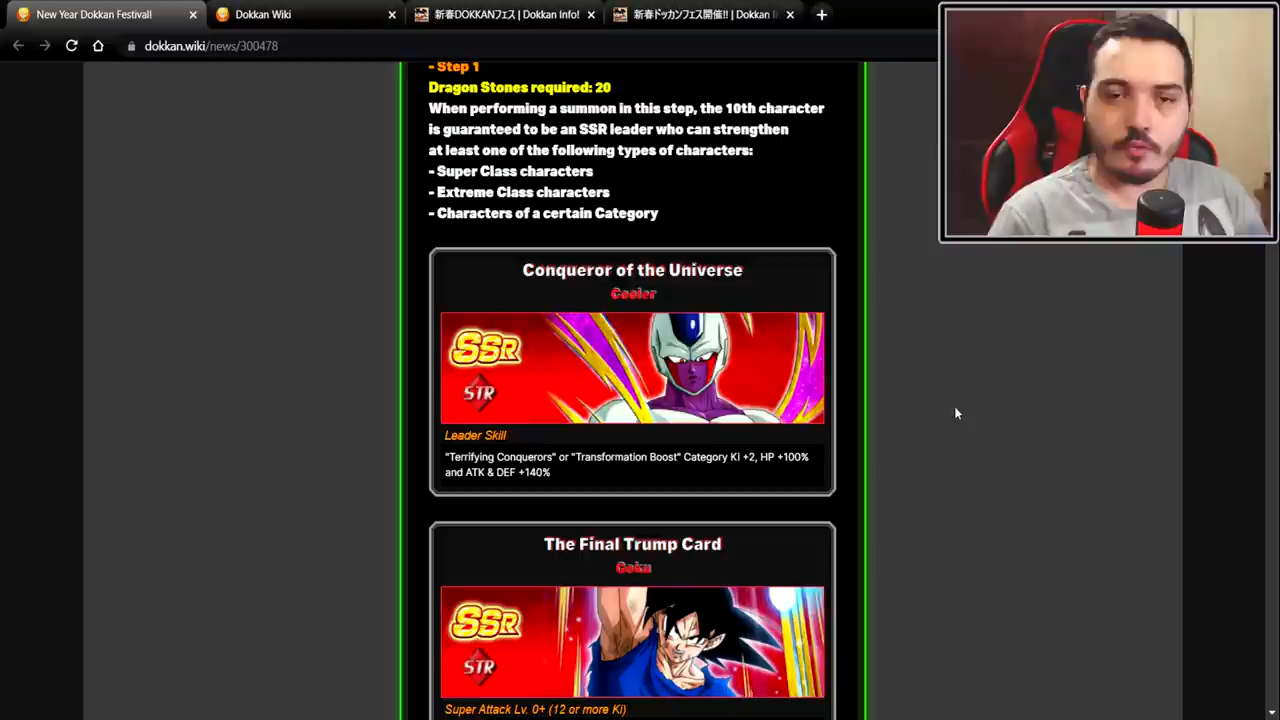 New Year Dokkan Festival!
Dokkan Wiki
新春DOKKANフェス | Dokkan Info!
新春ドッカンフェス開催!! | Dokkan
dokkan.wiki/news/300478
- Step 1
Dragon Stones required: 20
When performing a summon in this step, the 10th character
is guaranteed to be an SSR leader who can strengthen
at least one of the following types of characters:
- Super Class characters
- Extreme Class characters
- Characters of a certain Category
Conqueror of the Universe
Cooler
SSR
STR
Leader Skill
"Terrifying Conquerors" or "Transformation Boost" Category Ki +2, HP +100%
and ATK & DEF +140%
The Final Trump Card
Goku
SSR
STR
Super Attack Lv. 0+ (12 or more Ki)